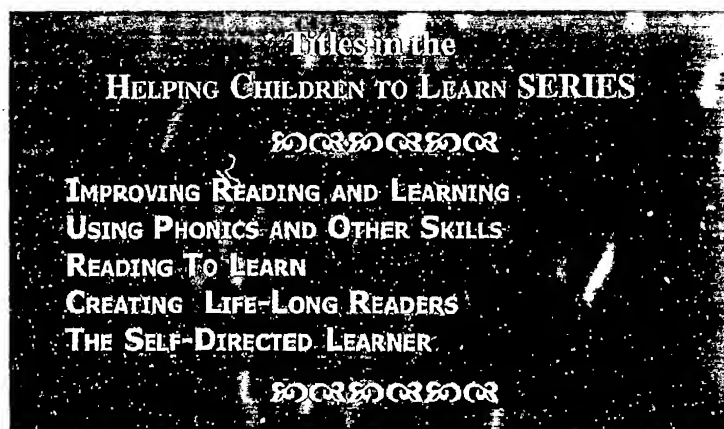 Titles in the
HELPING CHILDREN TO LEARN SERIES
IMPROVING READING AND LEARNING
USING PHONICS AND OTHER SKILLS
READING TO LEARN
CREATING LIFE-LONG READERS
THE SELF-DIRECTED LEARNER